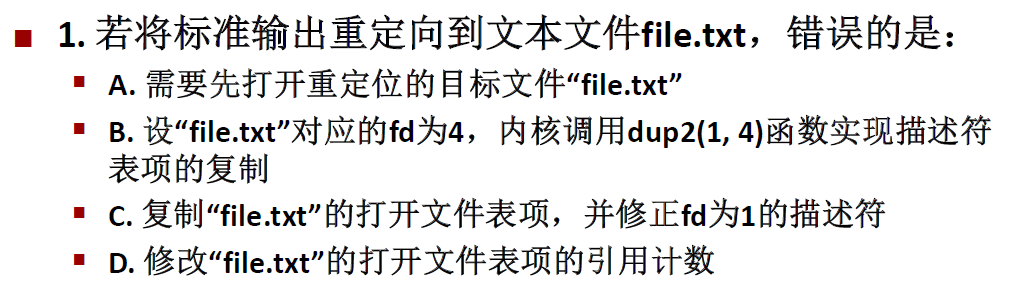 1. 若将标准输出重定向到文本文件file.txt，错误的是：
A. 需要先打开重定位的目标文件“file.txt”
B. 设“file.txt”对应的fd为4，内核调用dup2(1, 4)函数实现描述符
表项的复制
C. 复制“file.txt”的打开文件表项，并修正fd为1的描述符
D. 修改“file.txt”的打开文件表项的引用计数